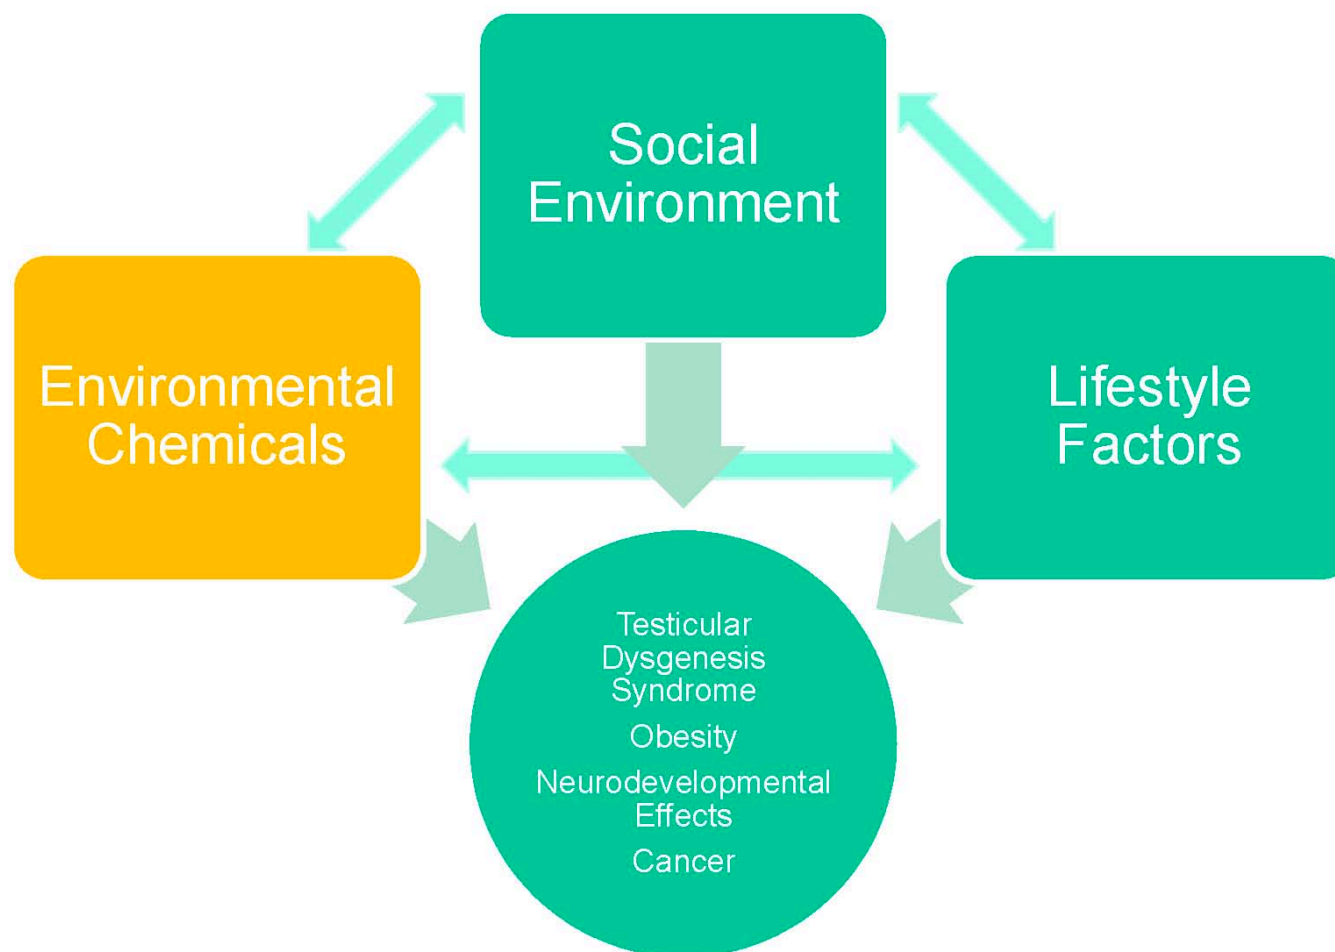 Social
Environment
Environmental
Chemicals
Lifestyle
Factors
Testicular
Dysgenesis
Syndrome
Obesity
Neurodevelopmental
Effects
Cancer